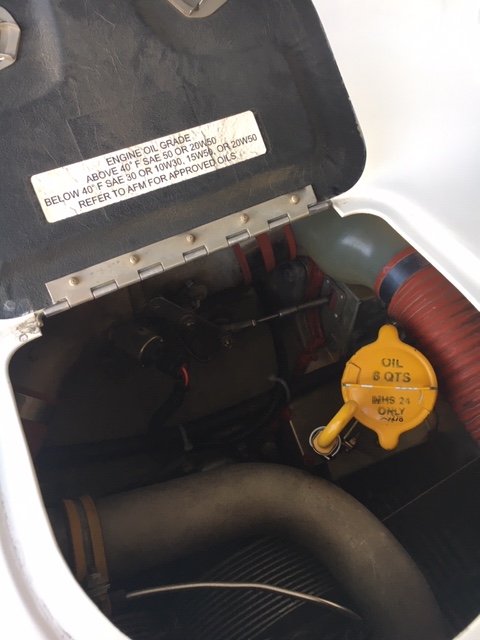 ENGINE OIL GRADE
ABOVE 40° F SAE 50 OR 20W50
BELOW 40° F SAE 30 OR 10W30, 15W50, OR 20W50
REFER TO AFM FOR APPROVED OILS
OIL
8 QTS
24
ONLY